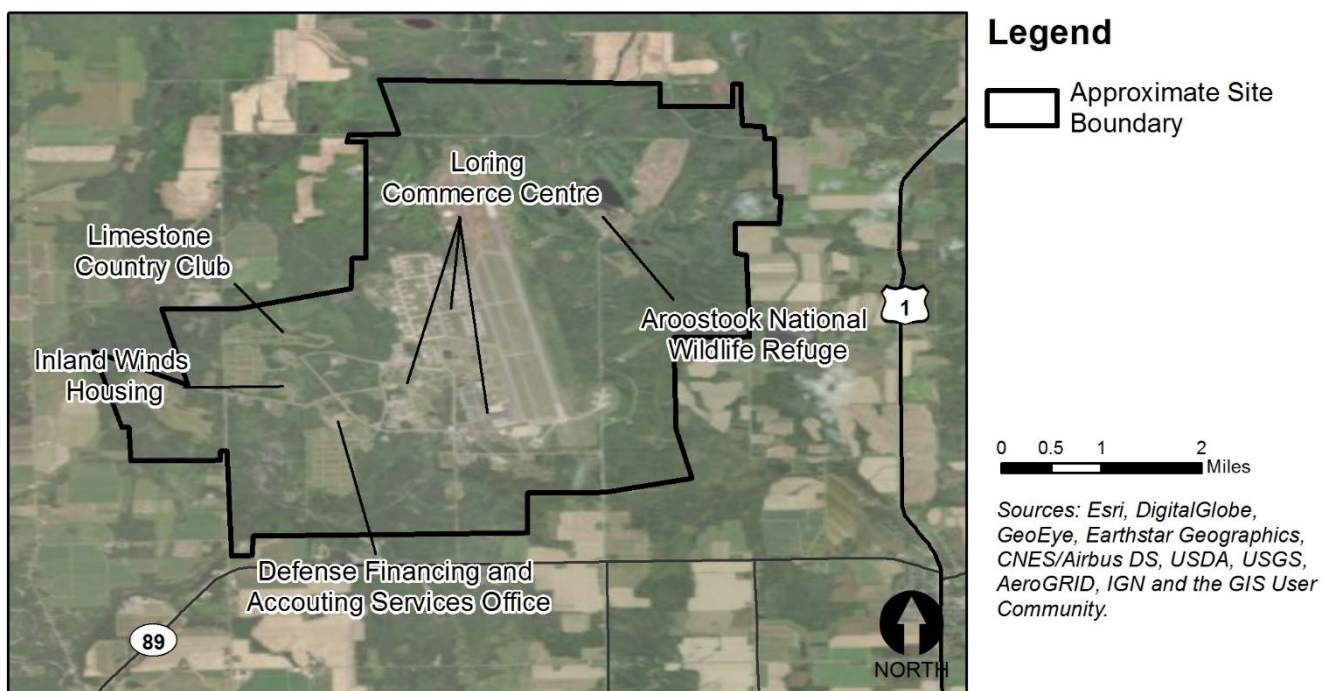 Loring
Commerce Centre
Limestone
Country Club
Inland Winds
Housing
Aroostook National
Wildlife Refuge
Defense Financing and
Accouting Services Office
1
89
NORTH
Legend
Approximate Site
Boundary
0 0.5 1 2
Miles
Sources: Esri, DigitalGlobe,
GeoEye, Earthstar Geographics,
CNES/Airbus DS, USDA, USGS,
AeroGRID, IGN and the GIS User
Community.